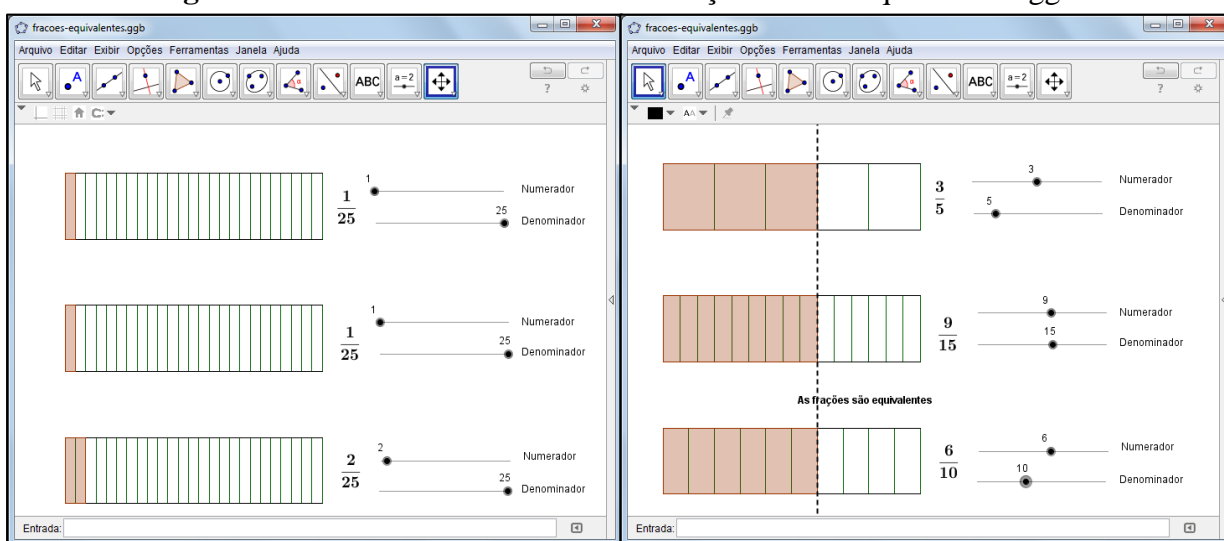 fracoes-equivalentes.ggb
Arquivo Editar Exibir Opções Ferramentas Janela Ajuda
ABC a=2
1
1
25
Numerador
25
Denominador
1
1
25
Numerador
25
Denominador
2
2
25
Numerador
25
Denominador
Entrada:
fracoes-equivalentes.ggb
Arquivo Editar Exibir Opções Ferramentas Janela Ajuda
ABC a=2
AA
3
3
5
Numerador
5
Denominador
9
9
15
Numerador
15
Denominador
As frações são equivalentes
6
6
10
Numerador
10
Denominador
Entrada: